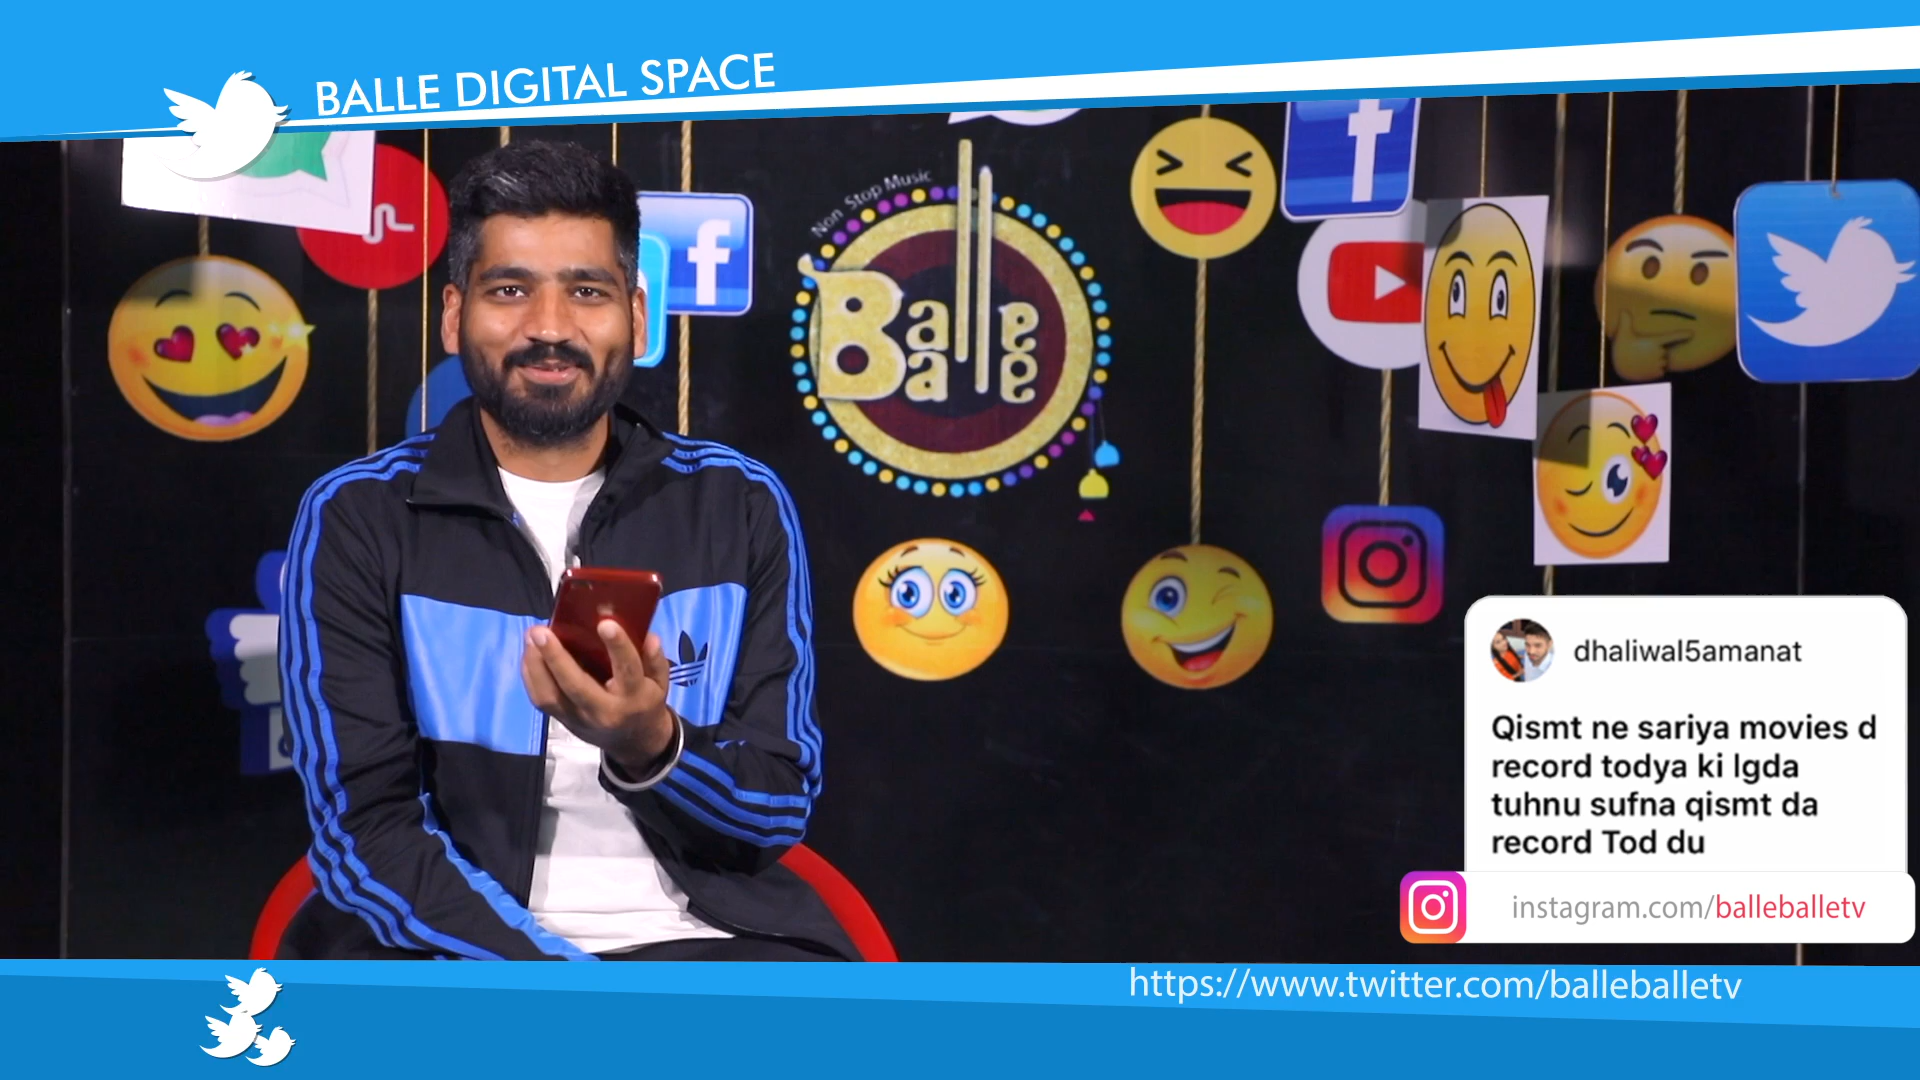 BALLE DIGITAL SPACE
Non Stop Music
Balle
Balle
dhaliwal5amanat
Qismt ne sariya movies d
record todya ki lgda
tuhnu sufna qismt da
record Tod du
instagram.com/balleballetv
https://www.twitter.com/balleballetv